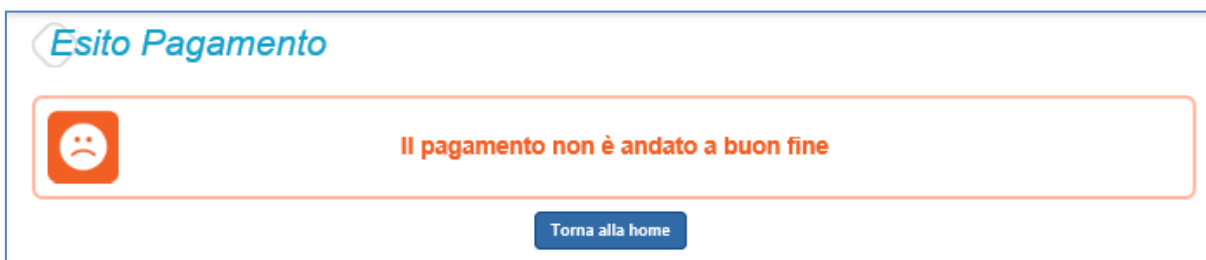 Esito Pagamento
Il pagamento non è andato a buon fine
Torna alla home